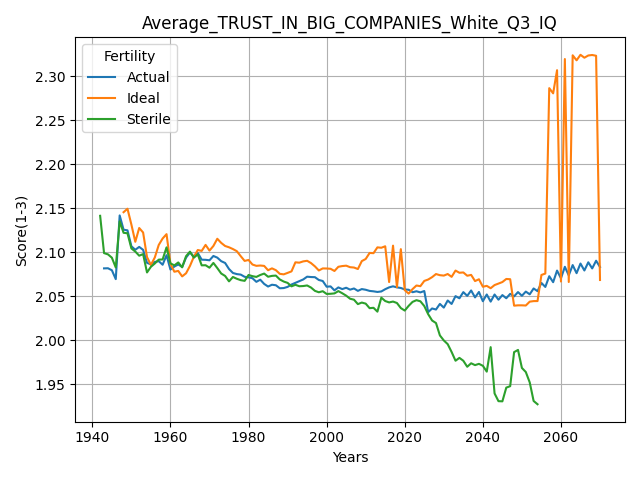 Average_TRUST_IN_BIG_COMPANIES_White_Q3_IQ
Fertility
Actual
Ideal
Sterile
Score(1-3)
2.30
2.25
2.20
2.15
2.10
2.05
2.00
1.95
1940
1960
1980
2000
2020
2040
2060
Years